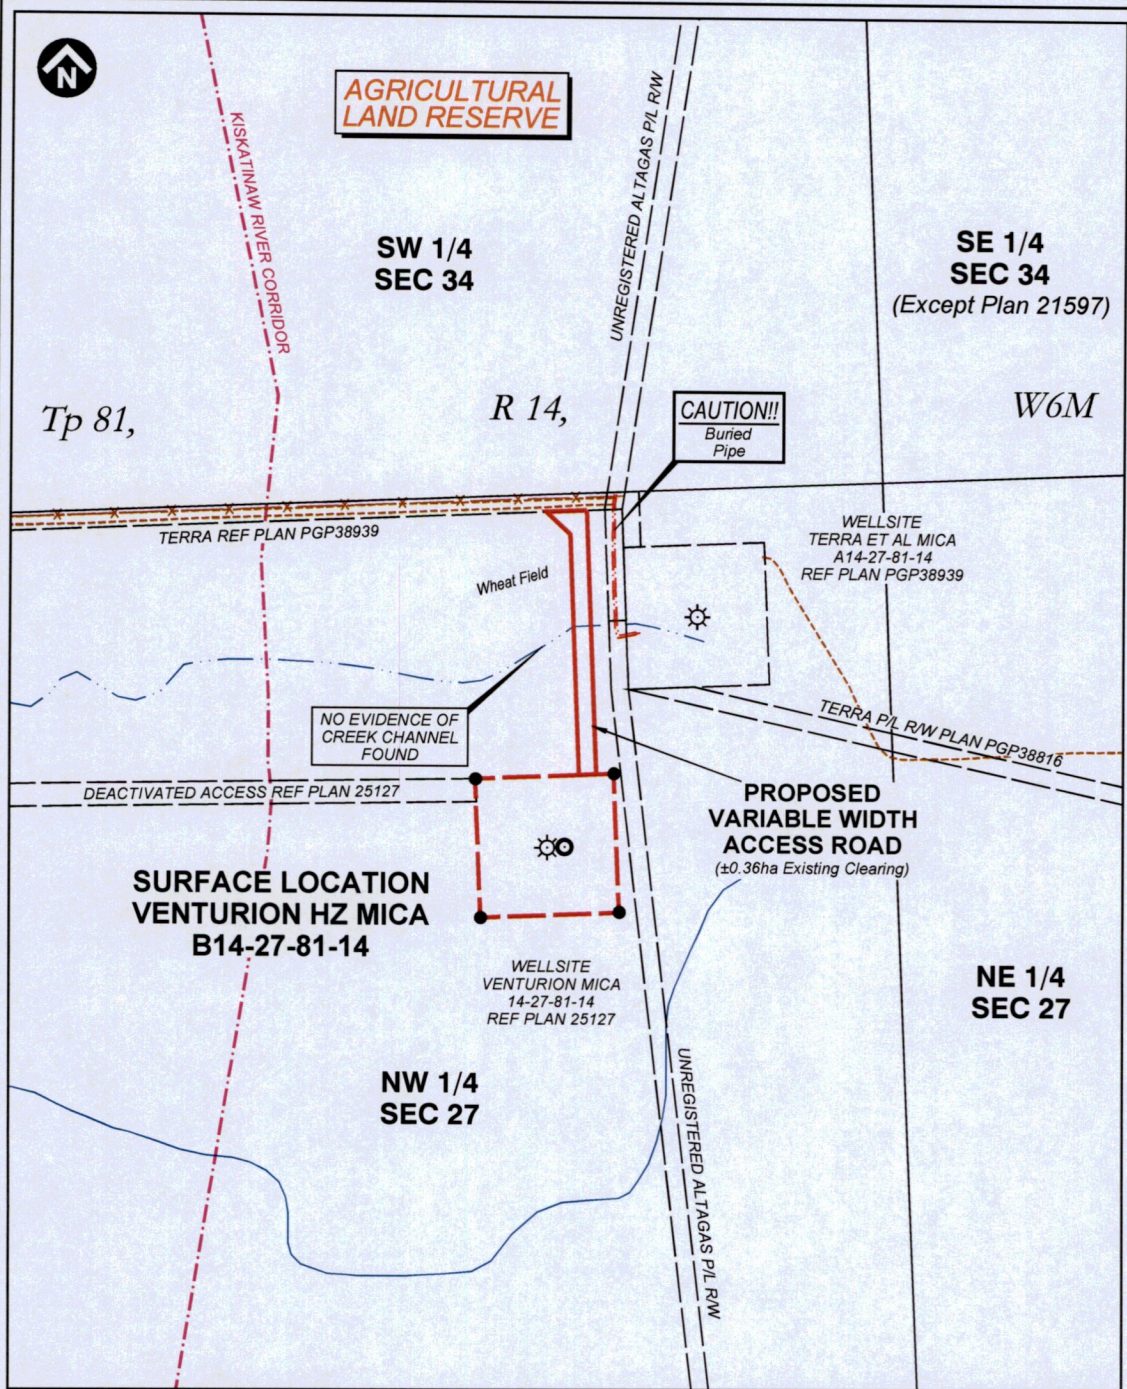 N
AGRICULTURAL
LAND RESERVE
KISKATINAW RIVER CORRIDOR
UNREGISTERED ALTAGAS P/L R/W
SW 1/4
SEC 34
SE 1/4
SEC 34
(Except Plan 21597)
Tp 81,
R 14,
W6M
CAUTION!!
Buried
Pipe
TERRA REF PLAN PGP38939
WELLSITE
TERRA ET AL MICA
A14-27-81-14
REF PLAN PGP38939
Wheat Field
NO EVIDENCE OF
CREEK CHANNEL
FOUND
TERRA P/L R/W PLAN PGP38816
DEACTIVATED ACCESS REF PLAN 25127
PROPOSED
VARIABLE WIDTH
ACCESS ROAD
(±0.36ha Existing Clearing)
SURFACE LOCATION
VENTURION HZ MICA
B14-27-81-14
WELLSITE
VENTURION MICA
14-27-81-14
REF PLAN 25127
NE 1/4
SEC 27
NW 1/4
SEC 27
UNREGISTERED ALTAGAS P/L R/W